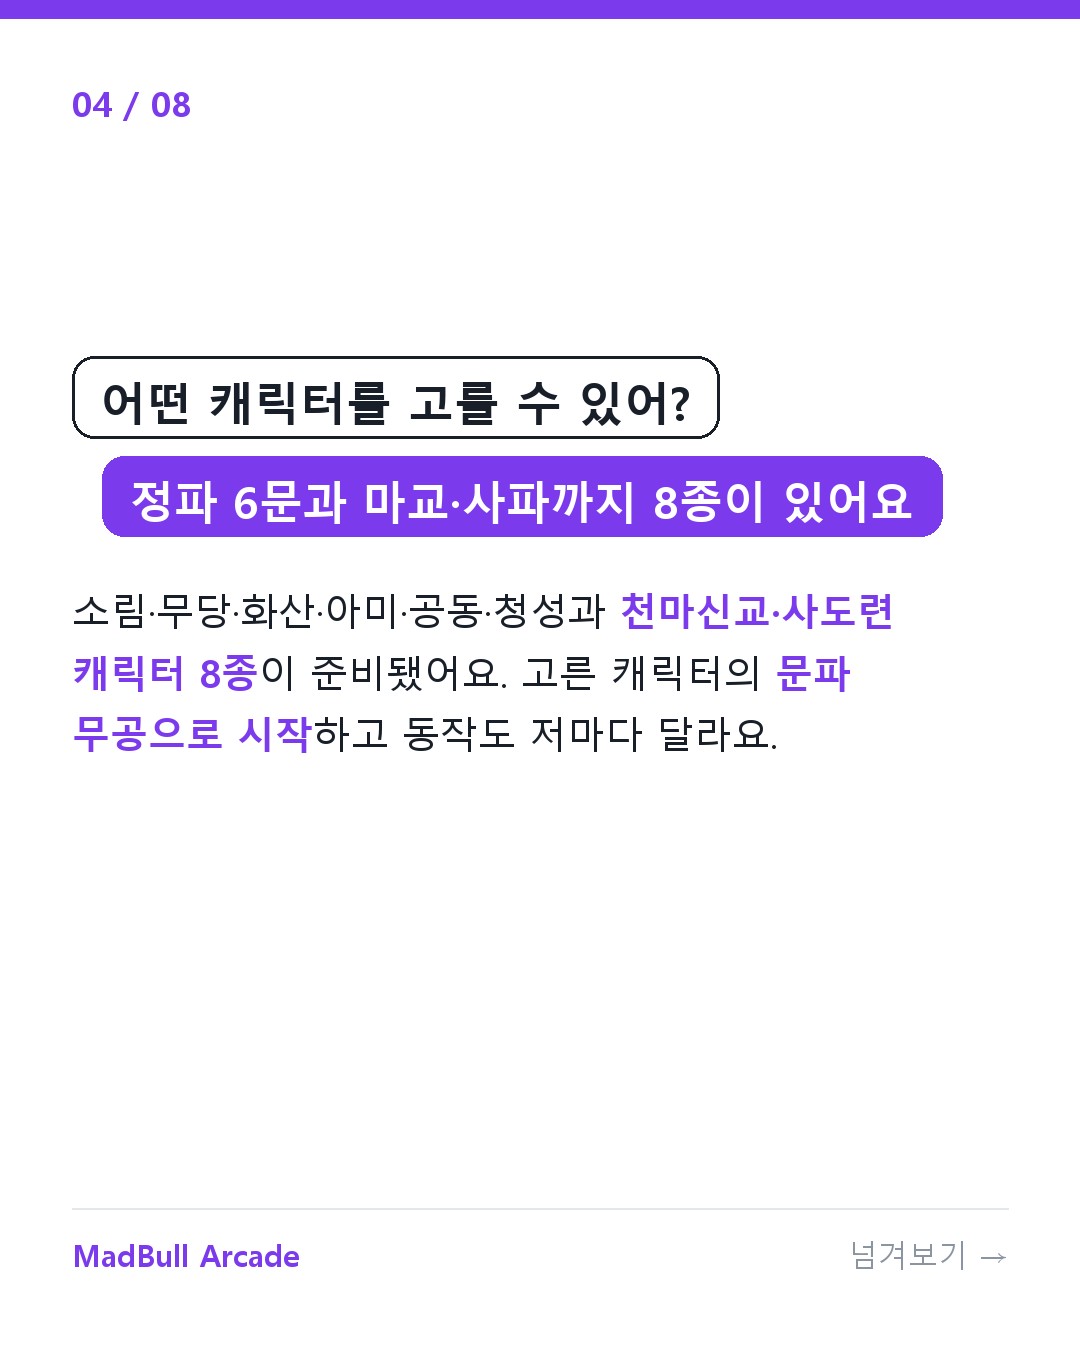 04 / 08
어떤 캐릭터를 고를 수 있어?
정파 6문과 마교·사파까지 8종이 있어요
소림·무당·화산·아미·공동·청성과 천마신교·사도련
캐릭터 8종이 준비됐어요. 고른 캐릭터의 문파
무공으로 시작하고 동작도 저마다 달라요.
MadBull Arcade
넘겨보기 →